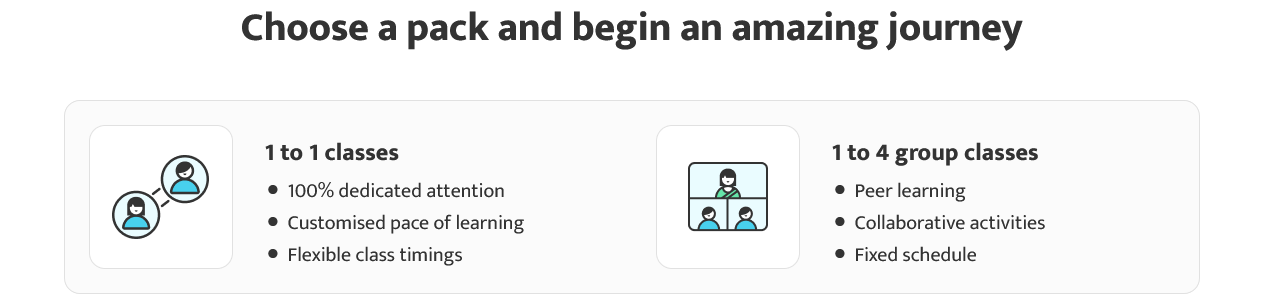 Choose a pack and begin an amazing journey
1 to 1 classes
• 100% dedicated attention
• Customised pace of learning
• Flexible class timings
1 to 4 group classes
• Peer learning
• Collaborative activities
• Fixed schedule